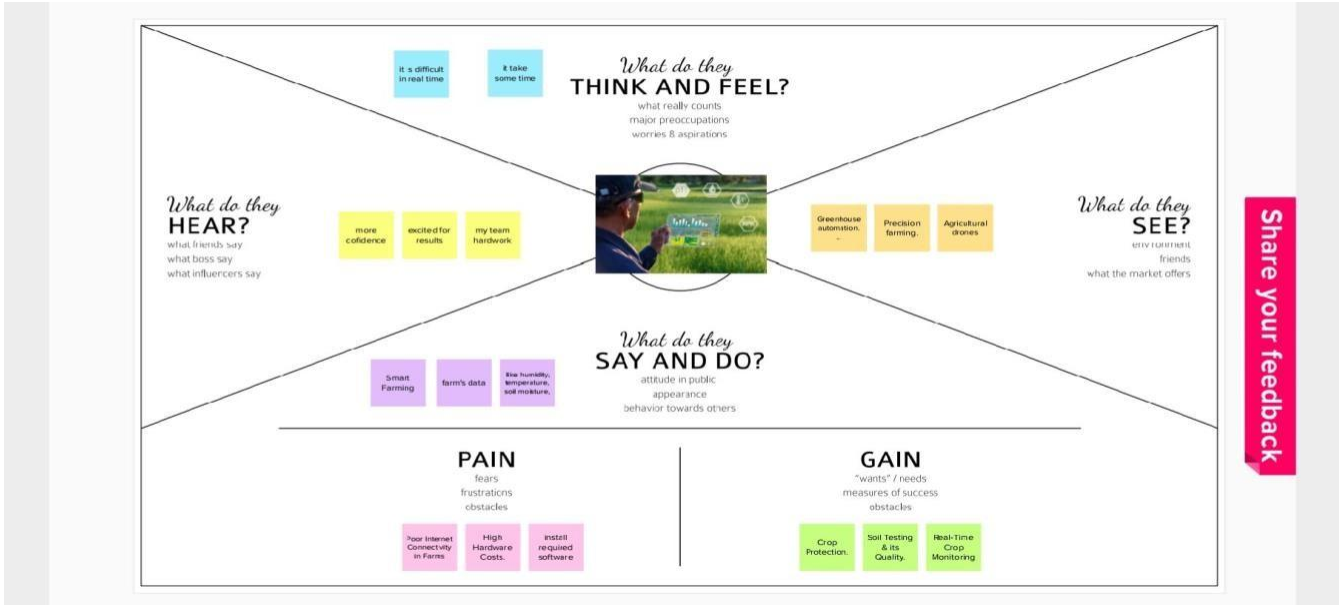 it s difficult
in real time
it take
some time
What do they
THINK AND FEEL?
what really counts
major preoccupations
worries & aspirations
What do they
HEAR?
what friends say
what boss say
what influencers say
more
cofidence
excited for
results
my team
hardwork
Greenhouse
automation.
Precision
farming.
Agricultural
drones
What do they
SEE?
environment
friends
what the market offers
What do they
SAY AND DO?
attitude in public
appearance
behavior towards others
Smart
Farming
farm's data
like humidity,
temperature,
soil moisture,
PAIN
fears
frustrations
obstacles
Poor Internet
Connectivity
in Farms
High
Hardware
Costs.
install
required
software
GAIN
"wants" / needs
measures of success
obstacles
Crop
Protection.
Soil Testing
& its
Quality.
Real-Time
Crop
Monitoring
Share your feedback